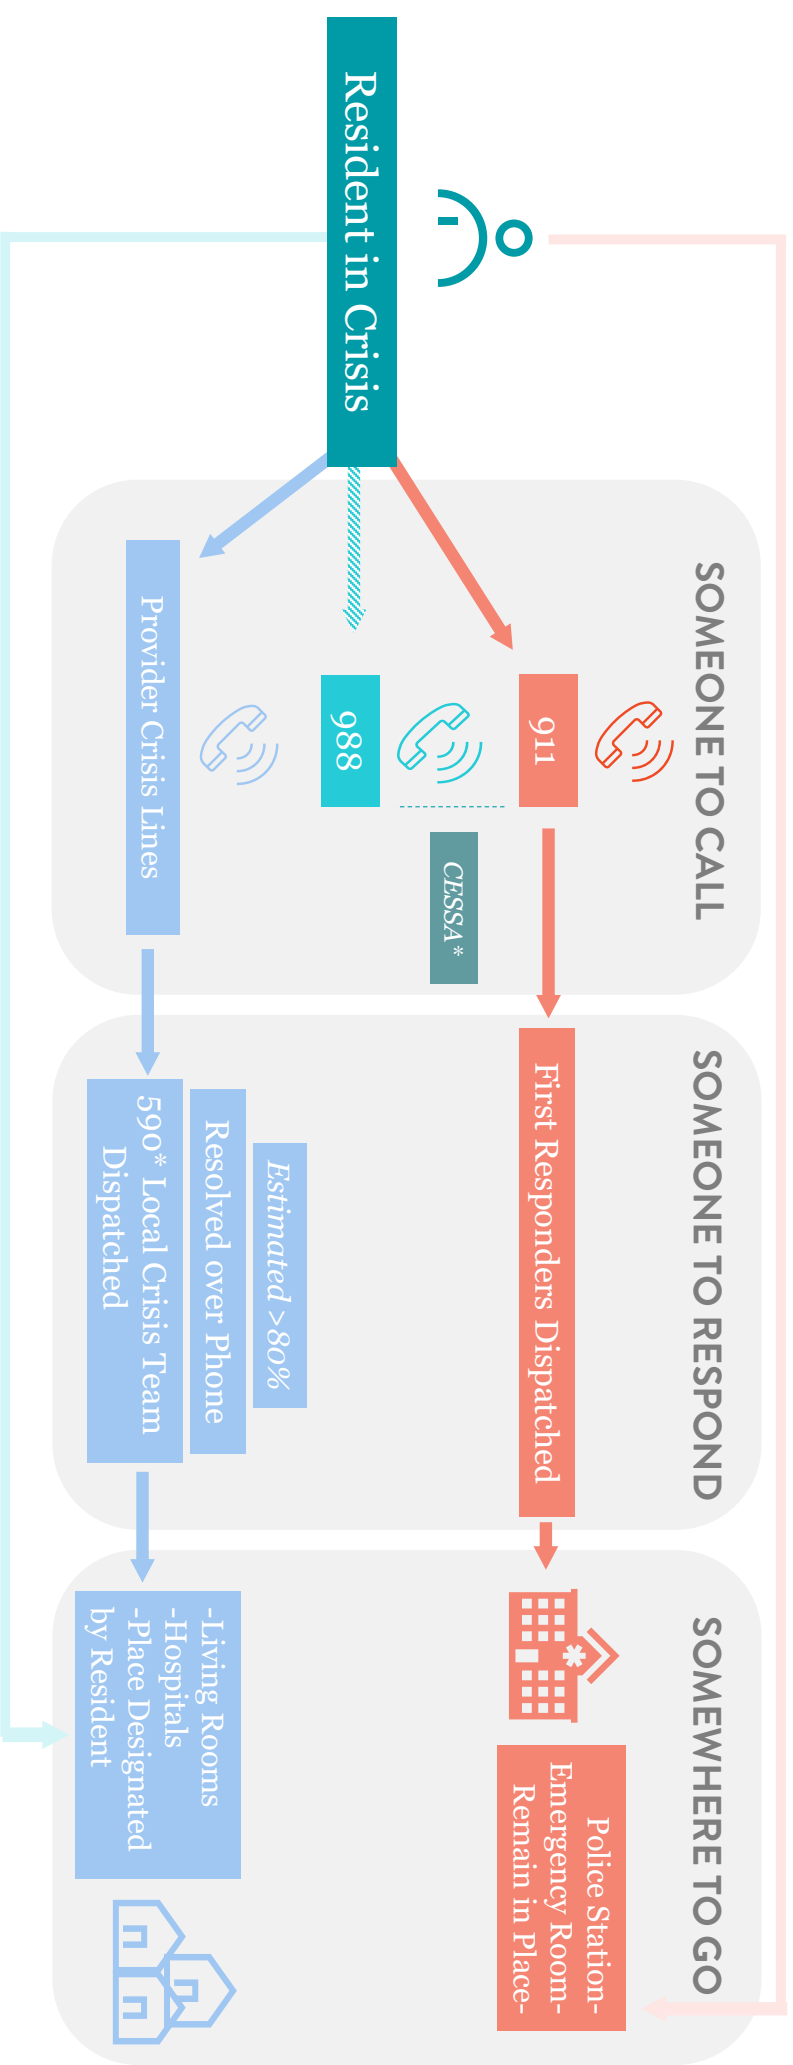 Resident in Crisis
SOMEONE TO CALL
911
988
CESSA*
Provider Crisis Lines
SOMEONE TO RESPOND
First Responders Dispatched
Estimated >80%
Resolved over Phone
590* Local Crisis Team
Dispatched
SOMEWHERE TO GO
Police Station-
Emergency Room-
Remain in Place-
-Living Rooms
-Hospitals
-Place Designated
by Resident